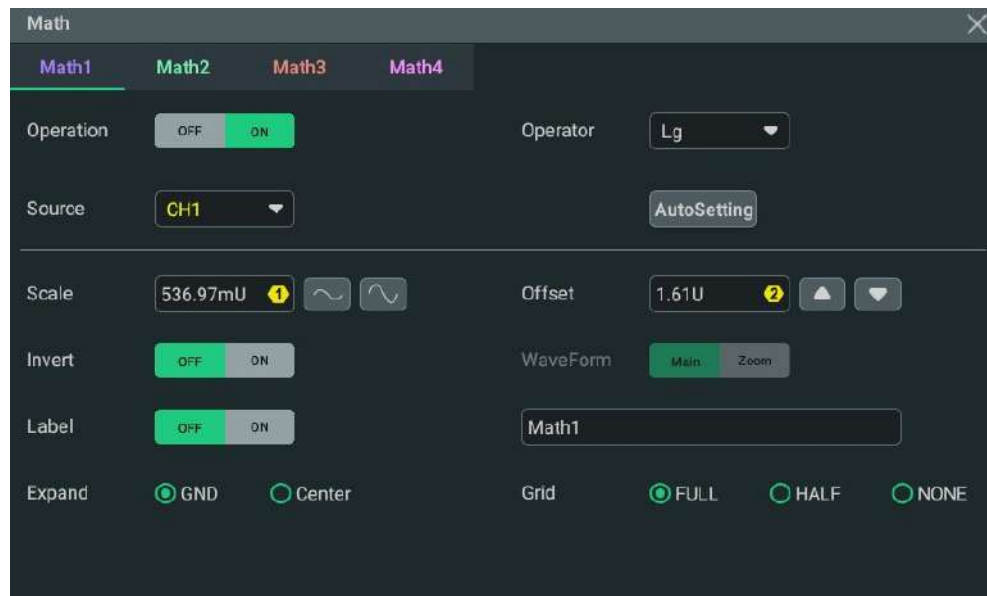 Math
Math1 Math2 Math3 Math4
Operation OFF ON Operator Lg
Source CH1 AutoSetting
Scale 536.97mU 1 Offset 1.61U 2
Invert OFF ON WaveForm Main Zoom
Label OFF ON Math1
Expand GND Center Grid FULL HALF NONE